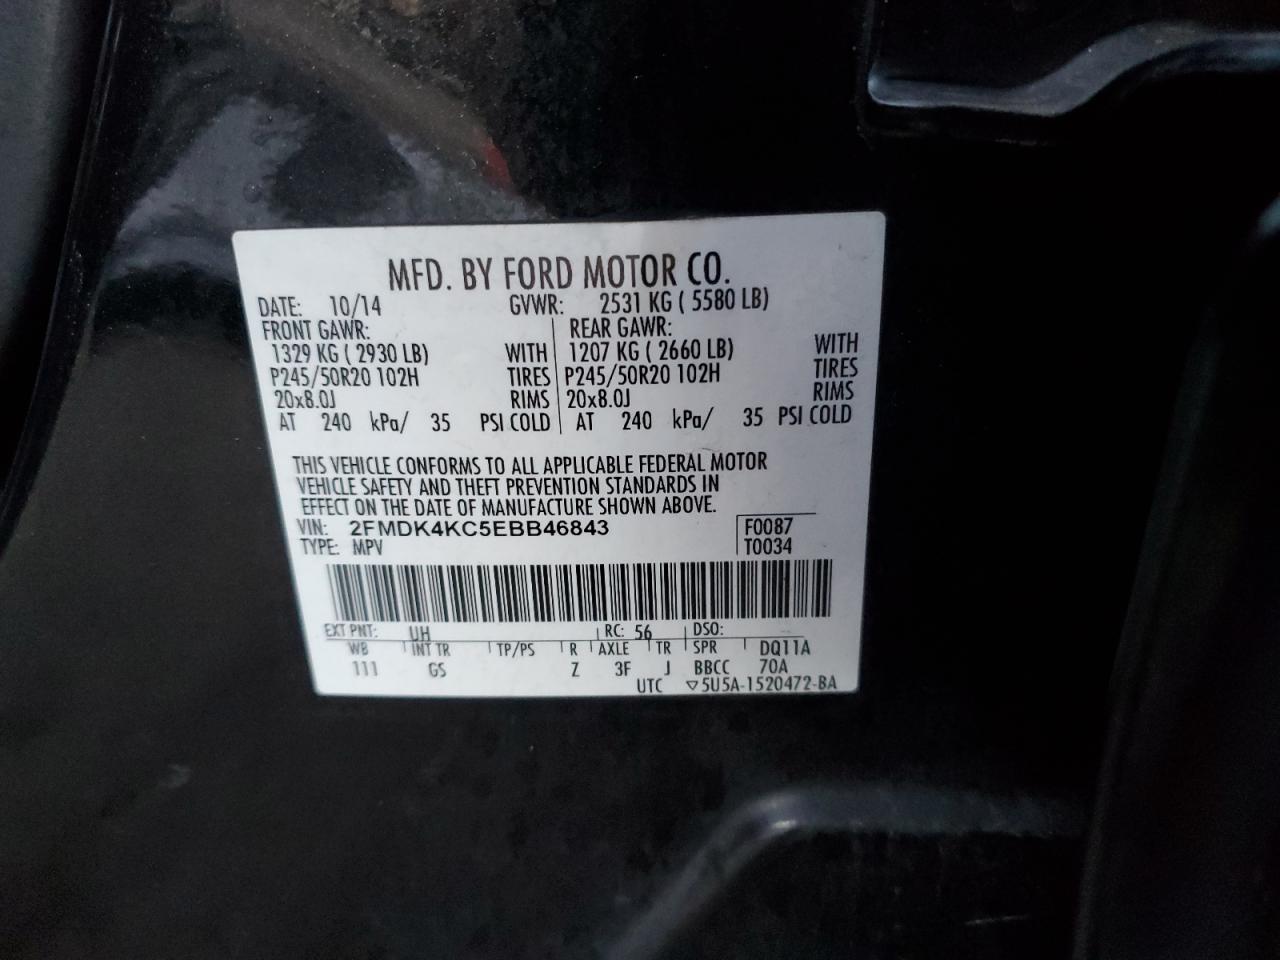 MFD. BY FORD MOTOR CO.
DATE: 10/14 GVWR: 2531 KG ( 5580 LB)
FRONT GAWR: REAR GAWR:
1329 KG ( 2930 LB) WITH 1207 KG ( 2660 LB) WITH
P245/50R20 102H TIRES P245/50R20 102H TIRES
20x8.0J RIMS 20x8.0J RIMS
AT 240 kPa/ 35 PSI COLD AT 240 kPa/ 35 PSI COLD
THIS VEHICLE CONFORMS TO ALL APPLICABLE FEDERAL MOTOR
VEHICLE SAFETY AND THEFT PREVENTION STANDARDS IN
EFFECT ON THE DATE OF MANUFACTURE SHOWN ABOVE.
VIN: 2FMDK4KC5EBB46843 F0087
TYPE: MPV T0034
EXT PNT: UH RC: 56 DSO:
WB INT TR TP/PS R AXLE TR SPR DQ11A
111 GS Z 3F J BBCC 70A
UTC ▽5U5A-1520472-BA